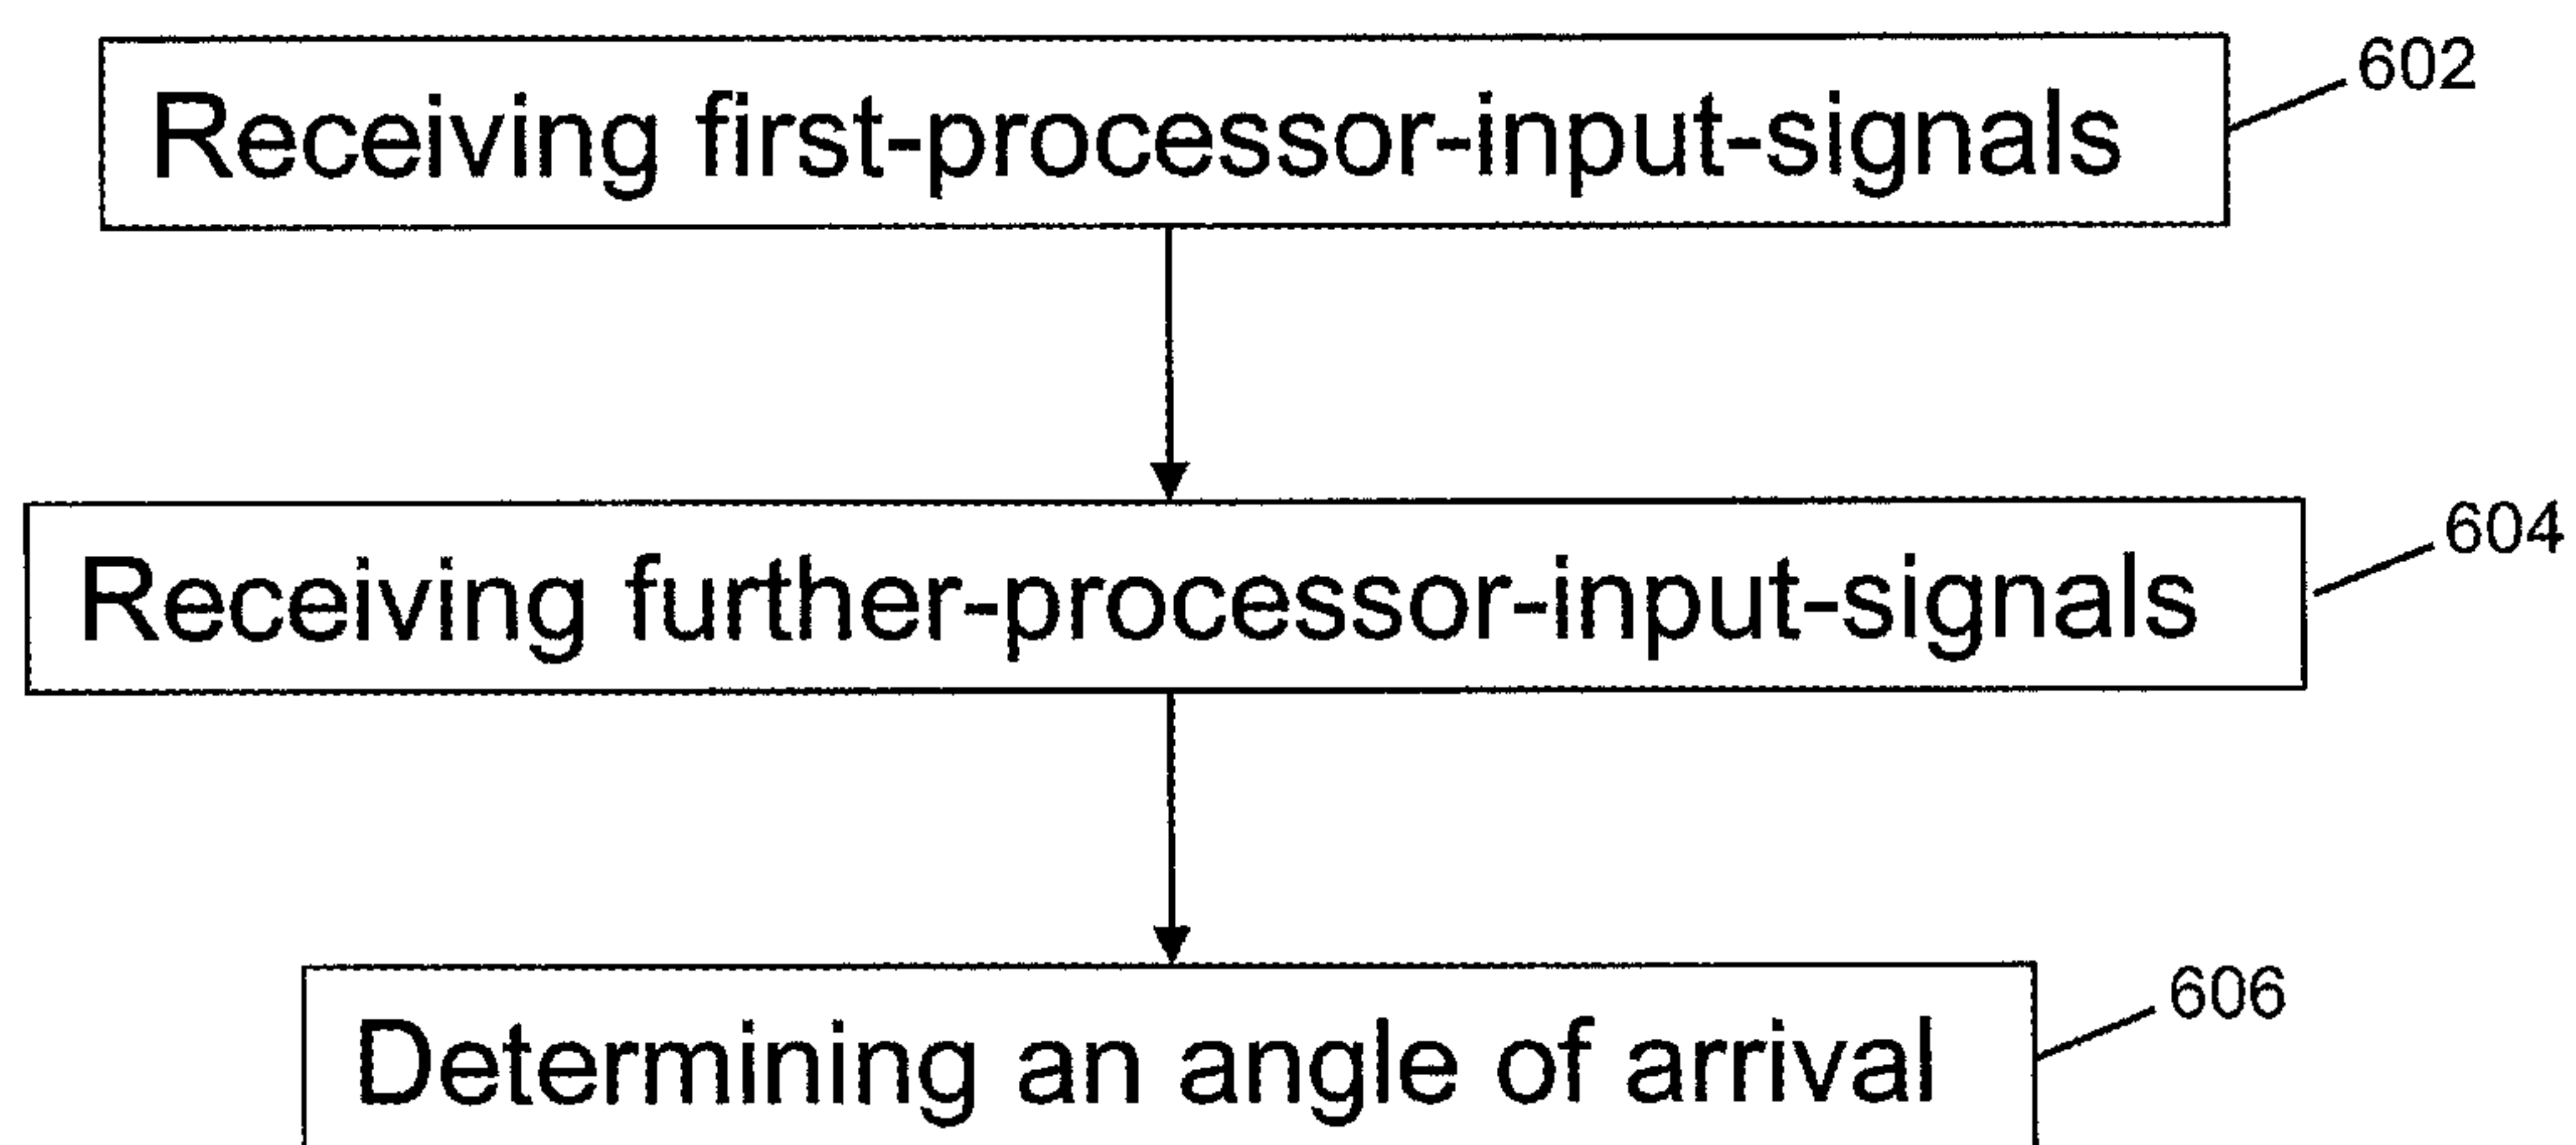 602
Receiving first-processor-input-signals
604
Receiving further-processor-input-signals
606
Determining an angle of arrival